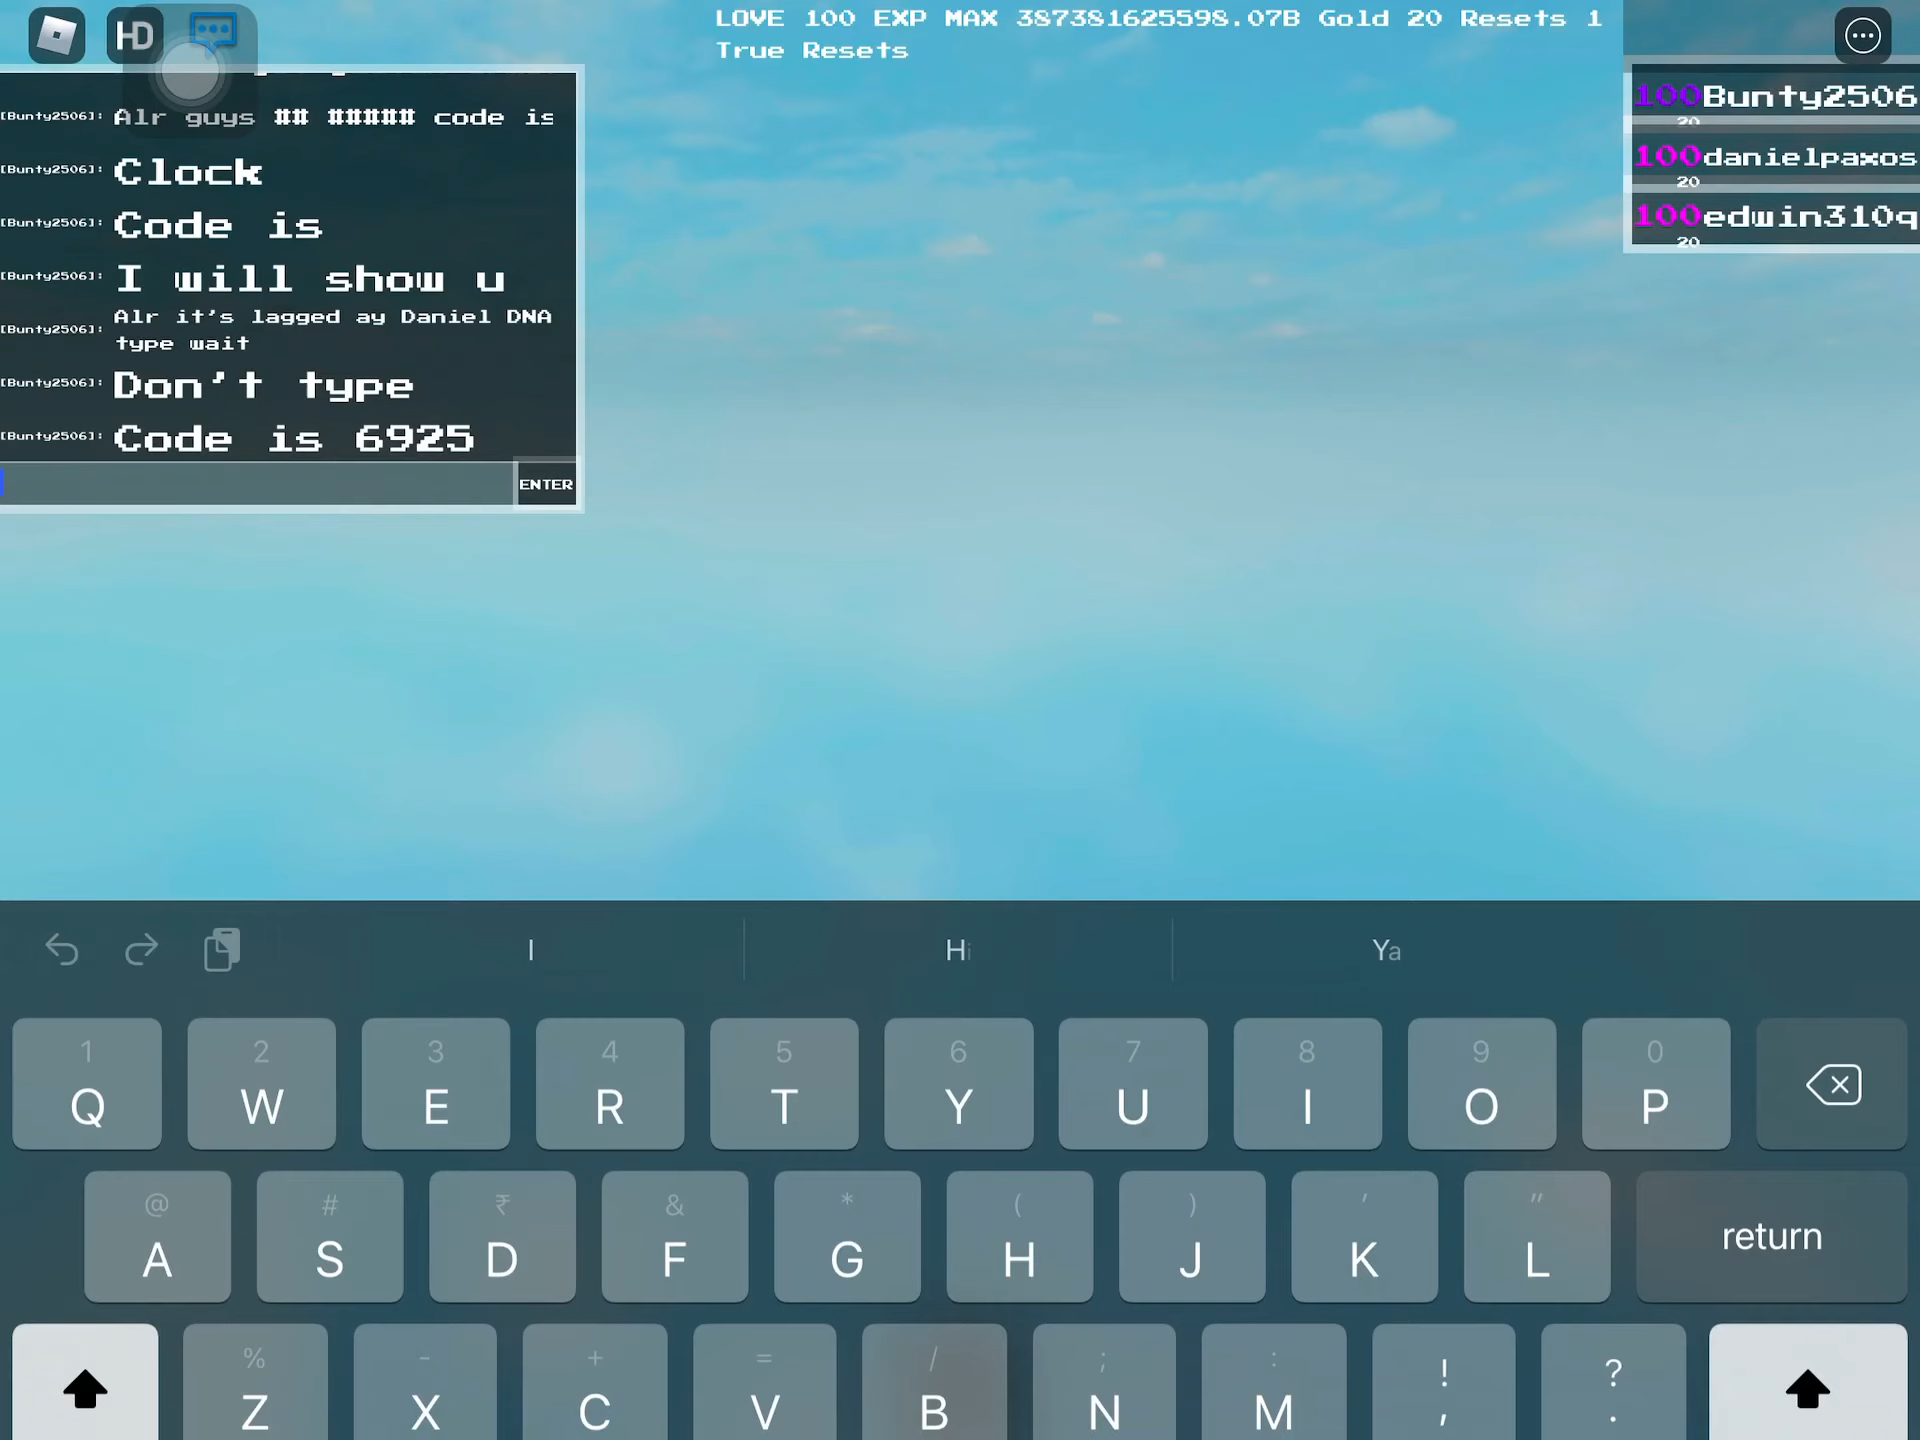 HD
LOVE 100 EXP MAX 387381625598.07B Gold 20 Resets 1
True Resets
[Bunty2506]: Alr guys ## ##### code is
[Bunty2506]: Clock
[Bunty2506]: Code is
[Bunty2506]: I will show u
[Bunty2506]: Alr it's lagged ay Daniel DNA
type wait
[Bunty2506]: Don't type
[Bunty2506]: Code is 6925
ENTER
100Bunty2506
20
100danielpaxos
20
100edwin310q
20
I Hi Ya
1 2 3 4 5 6 7 8 9 0
Q W E R T Y U I O P
@ # ₹ & * ( ) ' "
A S D F G H J K L return
% - + = / ; : ! ?
Z X C V B N M , .